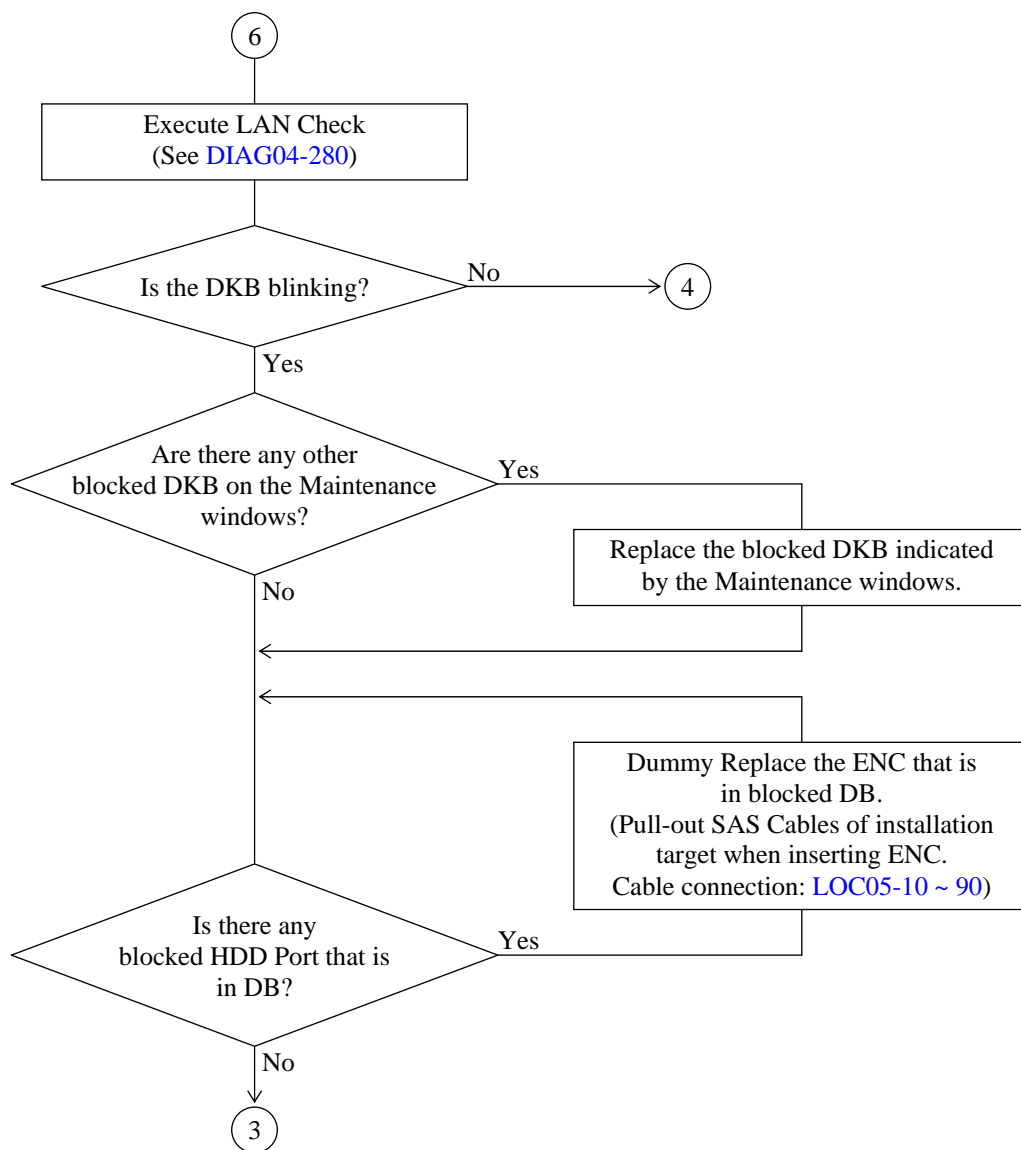 6
Execute LAN Check
(See DIAG04-280)
Is the DKB blinking?
No
4
Yes
Are there any other
blocked DKB on the Maintenance
windows?
Yes
Replace the blocked DKB indicated
by the Maintenance windows.
No
Dummy Replace the ENC that is
in blocked DB.
(Pull-out SAS Cables of installation
target when inserting ENC.
Cable connection: LOC05-10 ~ 90)
Is there any
blocked HDD Port that is
in DB?
Yes
No
3